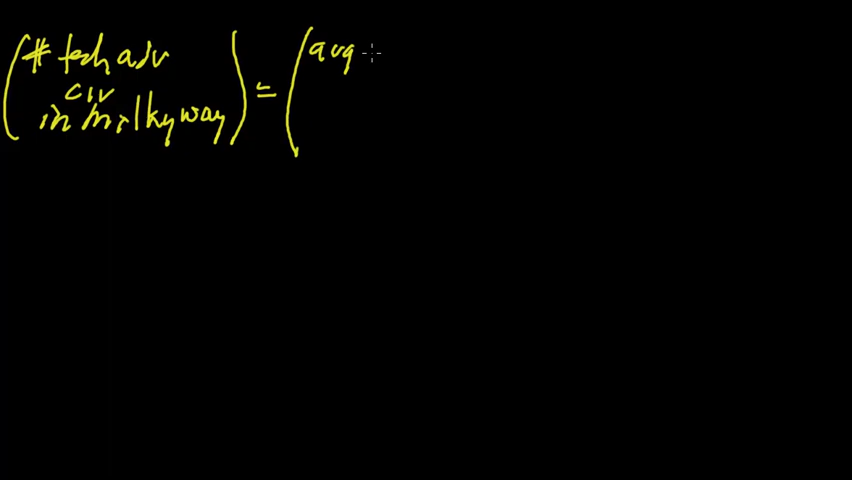 (# tech adv
civ
in milkyway) = (avg